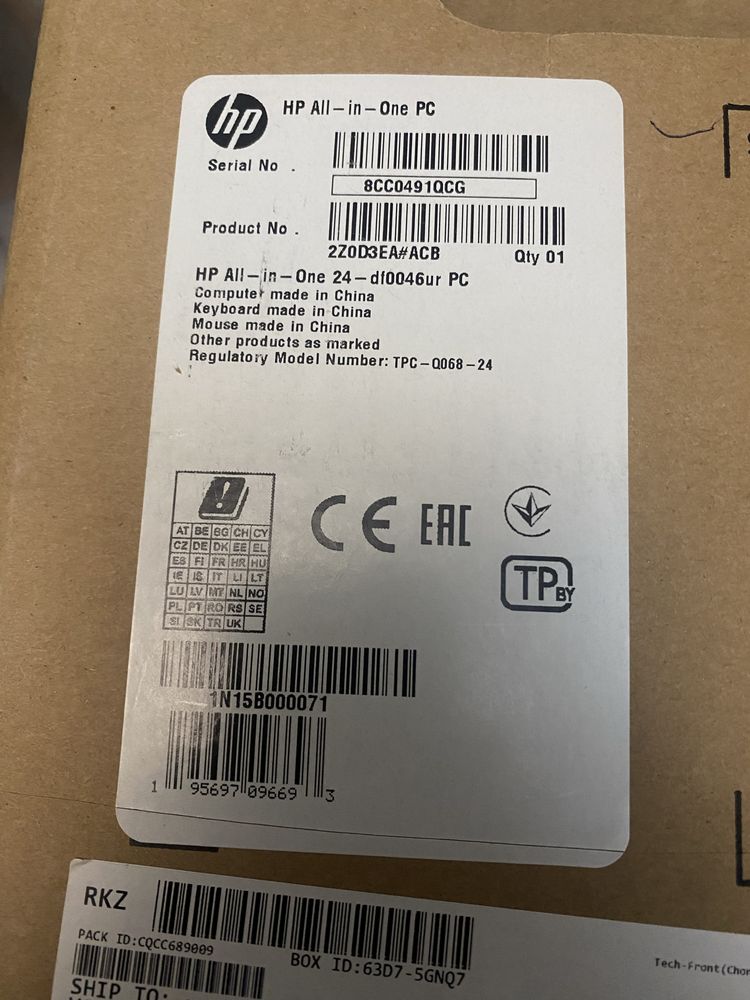 hp
HP All-in-One PC
Serial No .
8CC0491QCG
Product No .
2Z0D3EA#ACB
Qty 01
HP All-in-One 24-df0046ur PC
Computer made in China
Keyboard made in China
Mouse made in China
Other products as marked
Regulatory Model Number: TPC-Q068-24
AT BE BG CH CY
CZ DE DK EE EL
ES FI FR HR HU
IE IS IT LI LT
LU LV MT NL NO
PL PT RO RS SE
SI SK TR UK
CE EAC
TP BY
1N15B000071
1 95697 09669 3
RKZ
PACK ID:CQCC689009
BOX ID:63D7-5GNQ7
Tech-Front(Chon
SHIP TO: